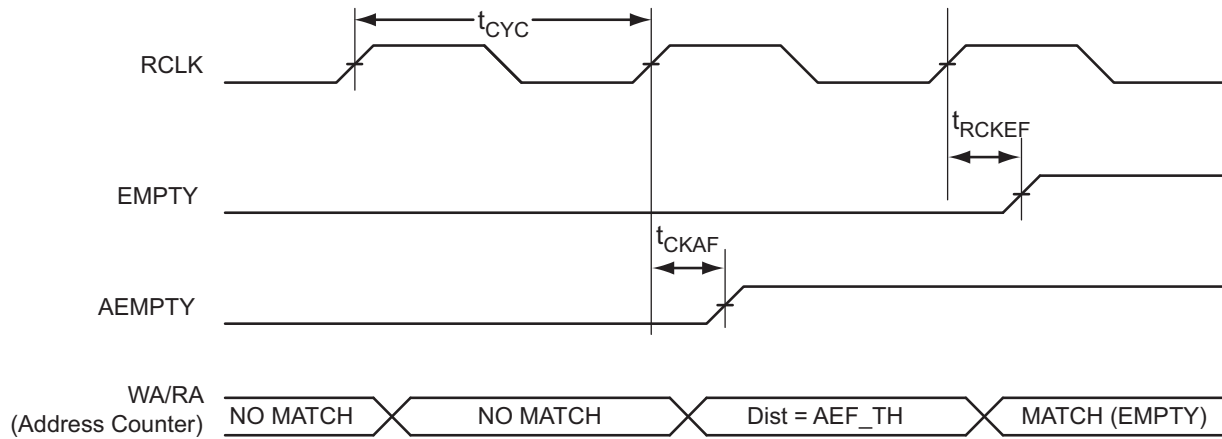 tCYC
RCLK
tRCKEF
EMPTY
tCKAF
AEMPTY
WA/RA
(Address Counter)
NO MATCH
NO MATCH
Dist = AEF_TH
MATCH (EMPTY)